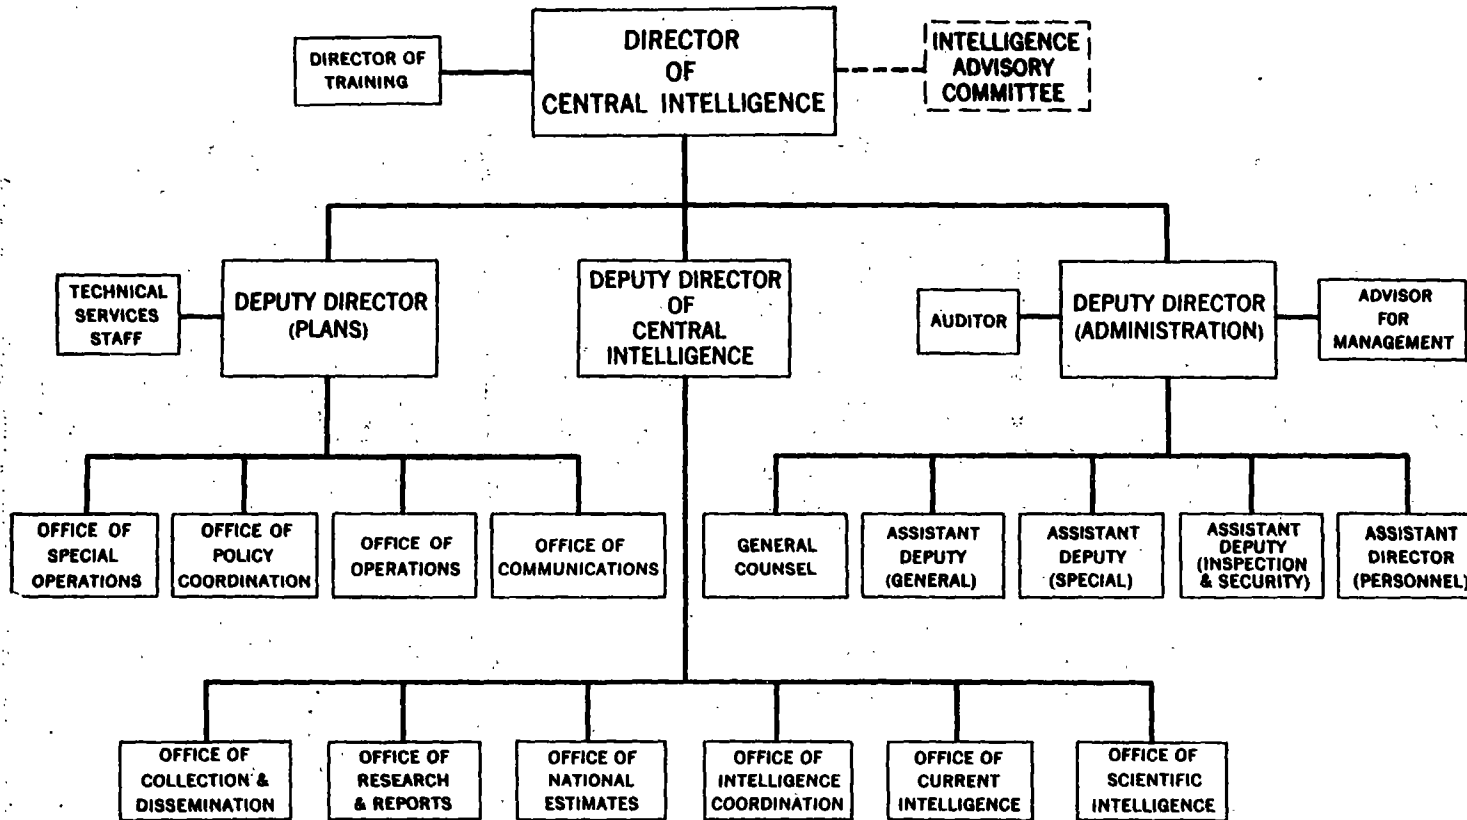 DIRECTOR OF
TRAINING
DIRECTOR
OF
CENTRAL INTELLIGENCE
INTELLIGENCE
ADVISORY
COMMITTEE
TECHNICAL
SERVICES
STAFF
DEPUTY DIRECTOR
(PLANS)
DEPUTY DIRECTOR
OF
CENTRAL
INTELLIGENCE
AUDITOR
DEPUTY DIRECTOR
(ADMINISTRATION)
ADVISOR
FOR
MANAGEMENT
OFFICE OF
SPECIAL
OPERATIONS
OFFICE OF
POLICY
COORDINATION
OFFICE OF
OPERATIONS
OFFICE OF
COMMUNICATIONS
GENERAL
COUNSEL
ASSISTANT
DEPUTY
(GENERAL)
ASSISTANT
DEPUTY
(SPECIAL)
ASSISTANT
DEPUTY
(INSPECTION
& SECURITY)
ASSISTANT
DIRECTOR
(PERSONNEL)
OFFICE OF
COLLECTION &
DISSEMINATION
OFFICE OF
RESEARCH
& REPORTS
OFFICE OF
NATIONAL
ESTIMATES
OFFICE OF
INTELLIGENCE
COORDINATION
OFFICE OF
CURRENT
INTELLIGENCE
OFFICE OF
SCIENTIFIC
INTELLIGENCE